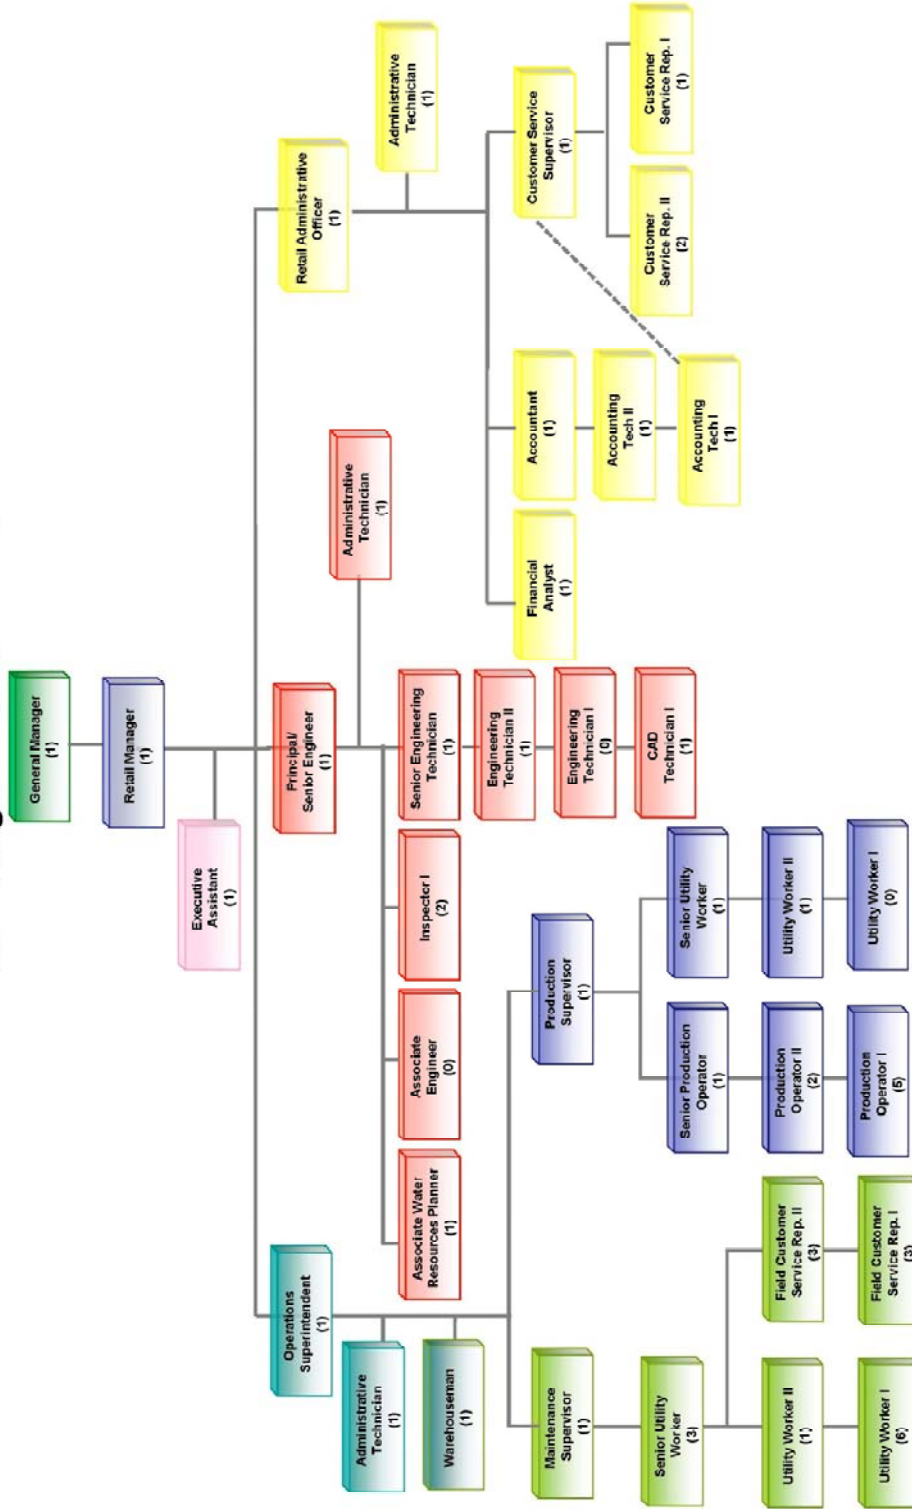 General Manager
(1)
Retail Manager
(1)
Executive
Assistant
(1)
Operations
Superintendent
(1)
Administrative
Technician
(1)
Warehouseman
(1)
Maintenance
Supervisor
(1)
Senior Utility
Worker
(3)
Utility Worker II
(1)
Utility Worker I
(6)
Field Customer
Service Rep. II
(3)
Field Customer
Service Rep. I
(3)
Production
Supervisor
(1)
Senior Production
Operator
(1)
Production
Operator II
(2)
Production
Operator I
(5)
Senior Utility
Worker
(1)
Utility Worker II
(1)
Utility Worker I
(0)
Principal/
Senior Engineer
(1)
Administrative
Technician
(1)
Associate Water
Resources Planner
(1)
Associate
Engineer
(0)
Inspector I
(2)
Senior Engineering
Technician
(1)
Engineering
Technician II
(1)
Engineering
Technician I
(0)
CAD
Technician I
(1)
Retail Administrative
Officer
(1)
Administrative
Technician
(1)
Financial
Analyst
(1)
Accountant
(1)
Accounting
Tech II
(1)
Accounting
Tech I
(1)
Customer Service
Supervisor
(1)
Customer
Service Rep. II
(2)
Customer
Service Rep. I
(1)